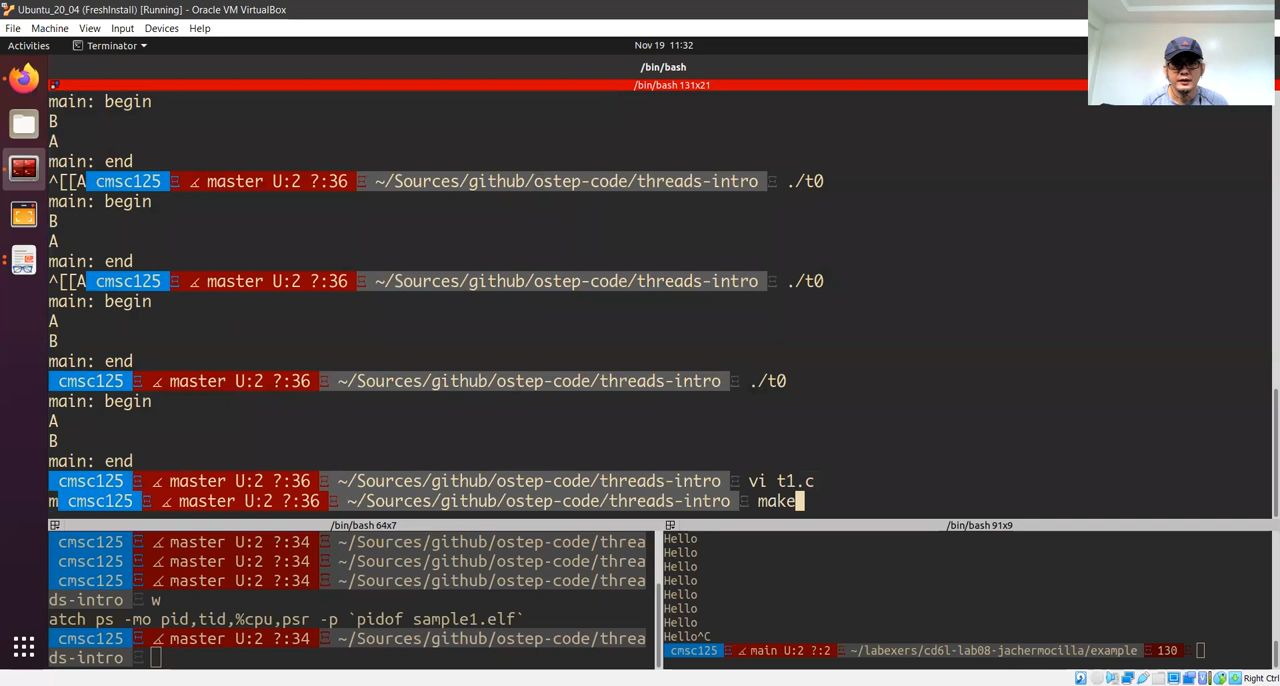 Ubuntu_20_04 (FreshInstall) [Running] - Oracle VM VirtualBox
File Machine View Input Devices Help
Activities Terminator Nov 19 11:32
/bin/bash
/bin/bash 131x21
main: begin
B
A
main: end
^[[A cmsc125 master U:2 ?:36 ~/Sources/github/ostep-code/threads-intro ./t0
main: begin
B
A
main: end
^[[A cmsc125 master U:2 ?:36 ~/Sources/github/ostep-code/threads-intro ./t0
main: begin
A
B
main: end
cmsc125 master U:2 ?:36 ~/Sources/github/ostep-code/threads-intro ./t0
main: begin
A
B
main: end
cmsc125 master U:2 ?:36 ~/Sources/github/ostep-code/threads-intro vi t1.c
m cmsc125 master U:2 ?:36 ~/Sources/github/ostep-code/threads-intro make
/bin/bash 64x7
cmsc125 master U:2 ?:34 ~/Sources/github/ostep-code/threa
cmsc125 master U:2 ?:34 ~/Sources/github/ostep-code/threa
cmsc125 master U:2 ?:34 ~/Sources/github/ostep-code/threa
ds-intro w
atch ps -mo pid,tid,%cpu,psr -p `pidof sample1.elf`
cmsc125 master U:2 ?:34 ~/Sources/github/ostep-code/threa
ds-intro
/bin/bash 91x9
Hello
Hello
Hello
Hello
Hello
Hello
Hello
Hello^C
cmsc125 main U:2 ?:2 ~/labexers/cd6l-lab08-jachermocilla/example 130
Right Ctrl